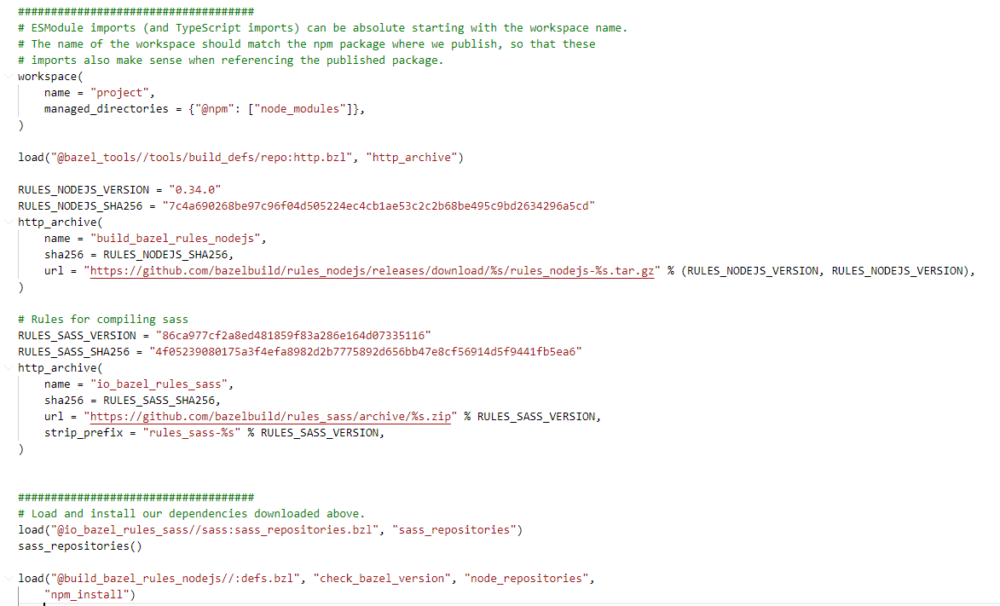 ####################################
# ESModule imports (and TypeScript imports) can be absolute starting with the workspace name.
# The name of the workspace should match the npm package where we publish, so that these
# imports also make sense when referencing the published package.
workspace(
    name = "project",
    managed_directories = {"@npm": ["node_modules"]},
)
load("@bazel_tools//tools/build_defs/repo:http.bzl", "http_archive")
RULES_NODEJS_VERSION = "0.34.0"
RULES_NODEJS_SHA256 = "7c4a690268be97c96f04d505224ec4cb1ae53c2c2b68be495c9bd2634296a5cd"
http_archive(
    name = "build_bazel_rules_nodejs",
    sha256 = RULES_NODEJS_SHA256,
    url = "https://github.com/bazelbuild/rules_nodejs/releases/download/%s/rules_nodejs-%s.tar.gz" % (RULES_NODEJS_VERSION, RULES_NODEJS_VERSION),
)
# Rules for compiling sass
RULES_SASS_VERSION = "86ca977cf2a8ed481859f83a286e164d07335116"
RULES_SASS_SHA256 = "4f05239080175a3f4efa8982d2b7775892d656bb47e8cf56914d5f9441fb5ea6"
http_archive(
    name = "io_bazel_rules_sass",
    sha256 = RULES_SASS_SHA256,
    url = "https://github.com/bazelbuild/rules_sass/archive/%s.zip" % RULES_SASS_VERSION,
    strip_prefix = "rules_sass-%s" % RULES_SASS_VERSION,
)
####################################
# Load and install our dependencies downloaded above.
load("@io_bazel_rules_sass//sass:sass_repositories.bzl", "sass_repositories")
sass_repositories()
load("@build_bazel_rules_nodejs//:defs.bzl", "check_bazel_version", "node_repositories",
    "npm_install")